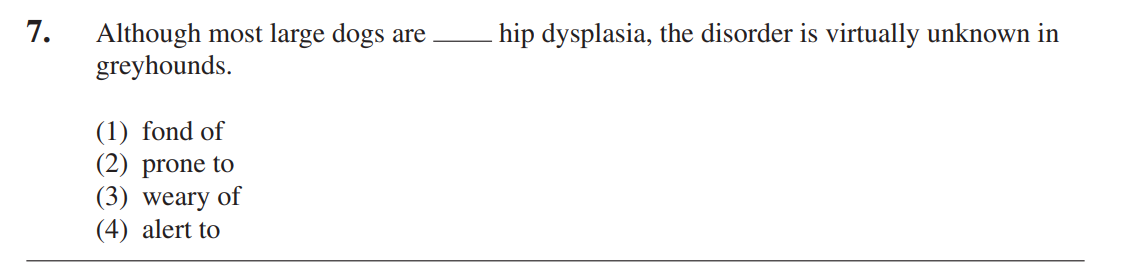 7. Although most large dogs are ____ hip dysplasia, the disorder is virtually unknown in
greyhounds.
(1) fond of
(2) prone to
(3) weary of
(4) alert to